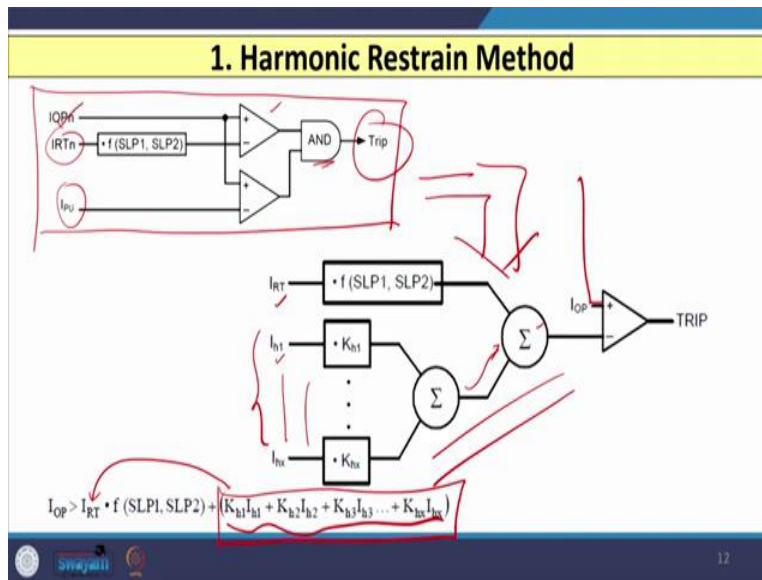 1. Harmonic Restrain Method
IOPn
IRTn
• f (SLP1, SLP2)
AND
Trip
IPU
IRT
• f (SLP1, SLP2)
Ih1
• Kh1
Σ
Σ
IOP
+
−
TRIP
Ihx
• Khx
IOP > IRT • f (SLP1, SLP2) + (Kh1Ih1 + Kh2Ih2 + Kh3Ih3 ... + KhxIhx)
swayam
12